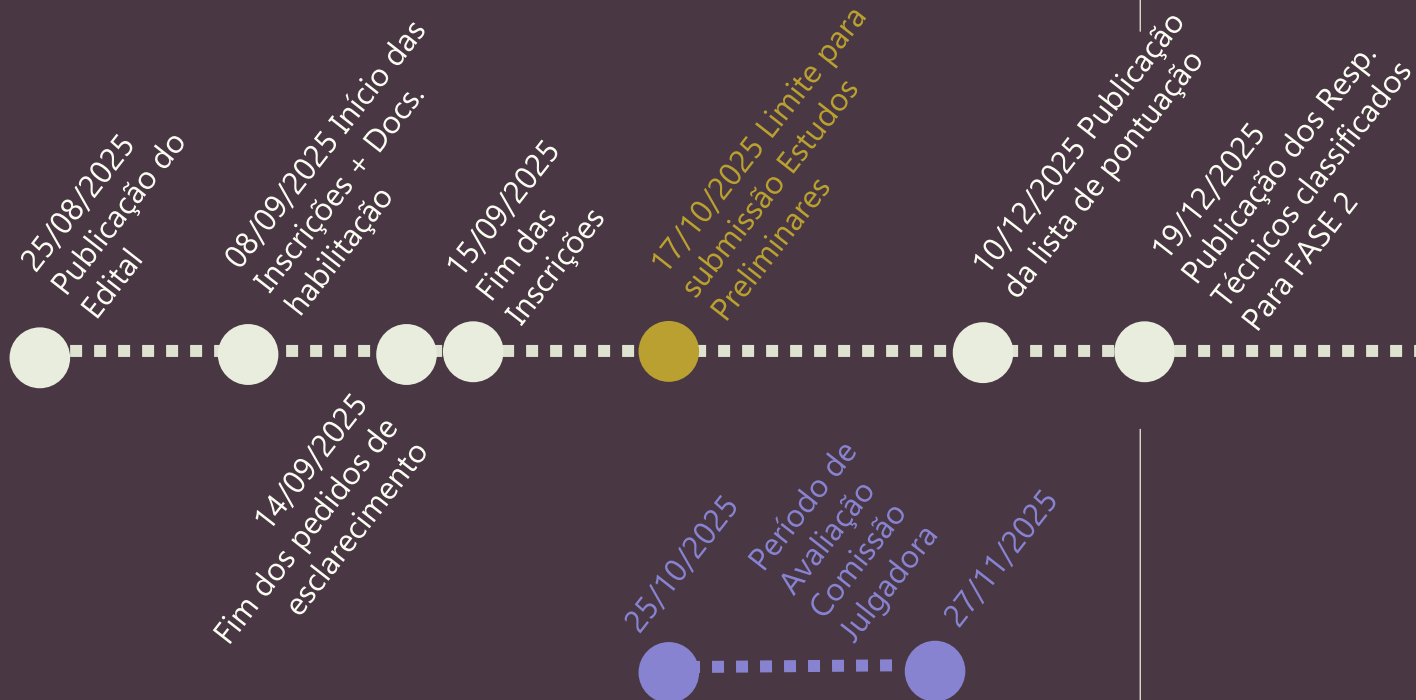 25/08/2025
Publicação do
Edital
08/09/2025 Início das
Inscrições + Docs.
habilitação
14/09/2025
Fim dos pedidos de
esclarecimento
15/09/2025
Fim das
Inscrições
17/10/2025 Limite para
submissão Estudos
Preliminares
25/10/2025
Período de
Avaliação
Comissão
Julgadora
27/11/2025
10/12/2025 Publicação
da lista de pontuação
19/12/2025
Publicação dos Resp.
Técnicos classificados
Para FASE 2